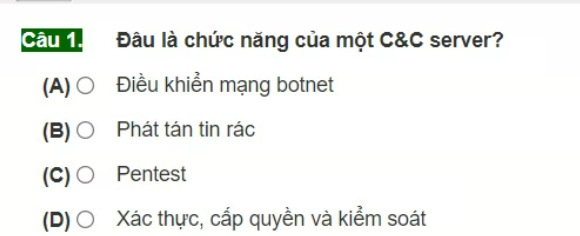 Câu 1. Đâu là chức năng của một C&C server?
(A) Điều khiển mạng botnet
(B) Phát tán tin rác
(C) Pentest
(D) Xác thực, cấp quyền và kiểm soát